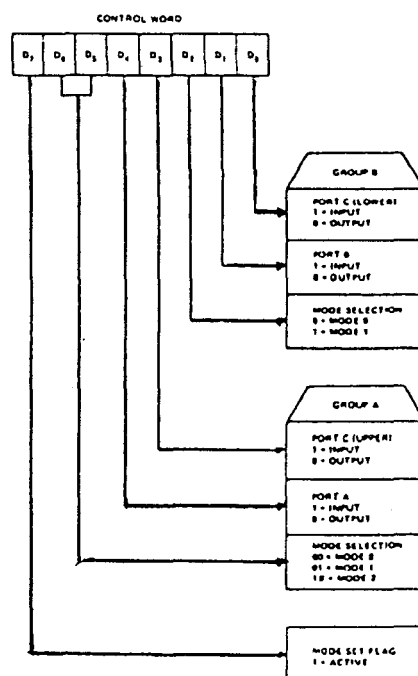 CONTROL WORD
D7 D6 D5 D4 D3 D2 D1 D0
GROUP B
PORT C (LOWER)
1 = INPUT
0 = OUTPUT
PORT B
1 = INPUT
0 = OUTPUT
MODE SELECTION
0 = MODE 0
1 = MODE 1
GROUP A
PORT C (UPPER)
1 = INPUT
0 = OUTPUT
PORT A
1 = INPUT
0 = OUTPUT
MODE SELECTION
00 = MODE 0
01 = MODE 1
1X = MODE 2
MODE SET FLAG
1 = ACTIVE